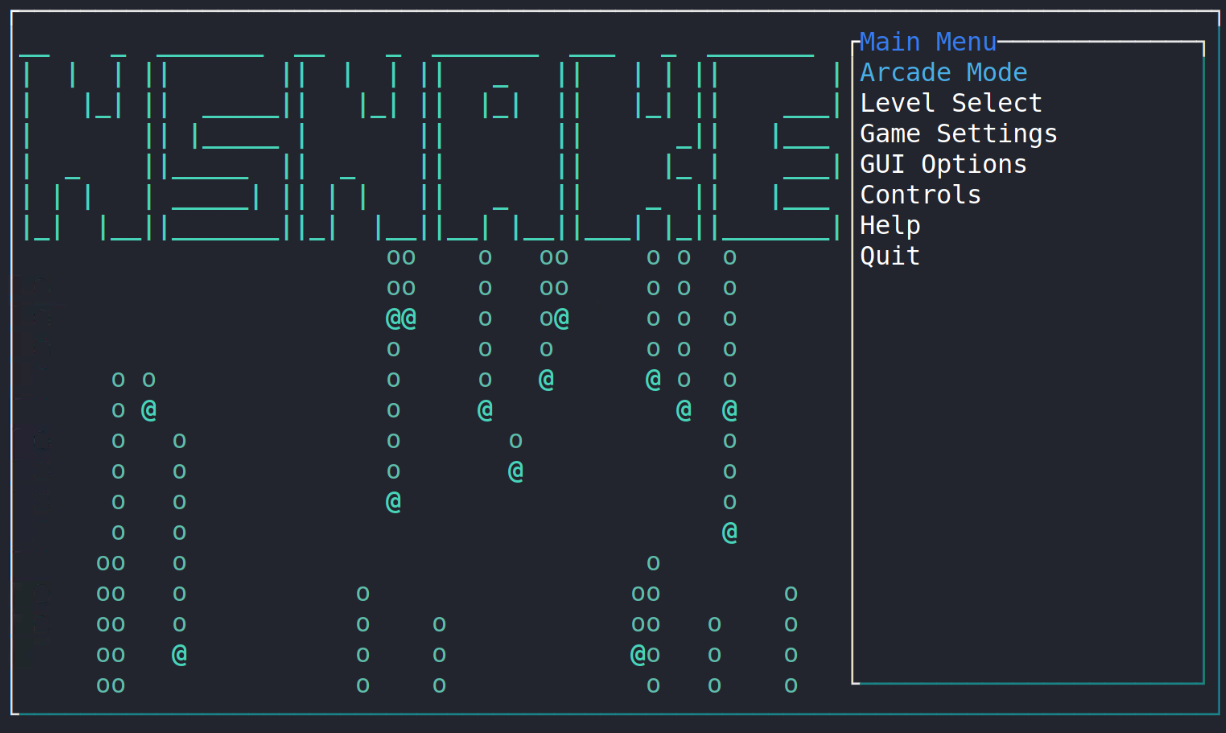 NSNAKE
Main Menu
Arcade Mode
Level Select
Game Settings
GUI Options
Controls
Help
Quit